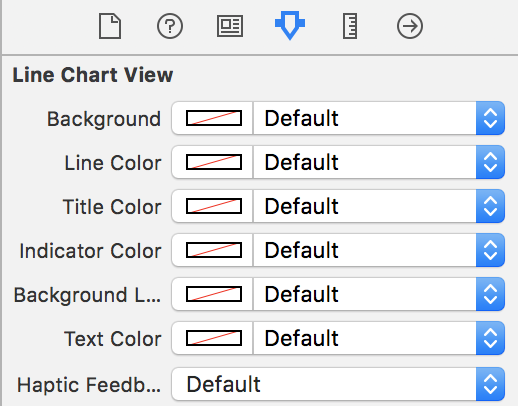 Line Chart View
Background Default
Line Color Default
Title Color Default
Indicator Color Default
Background L... Default
Text Color Default
Haptic Feedb... Default